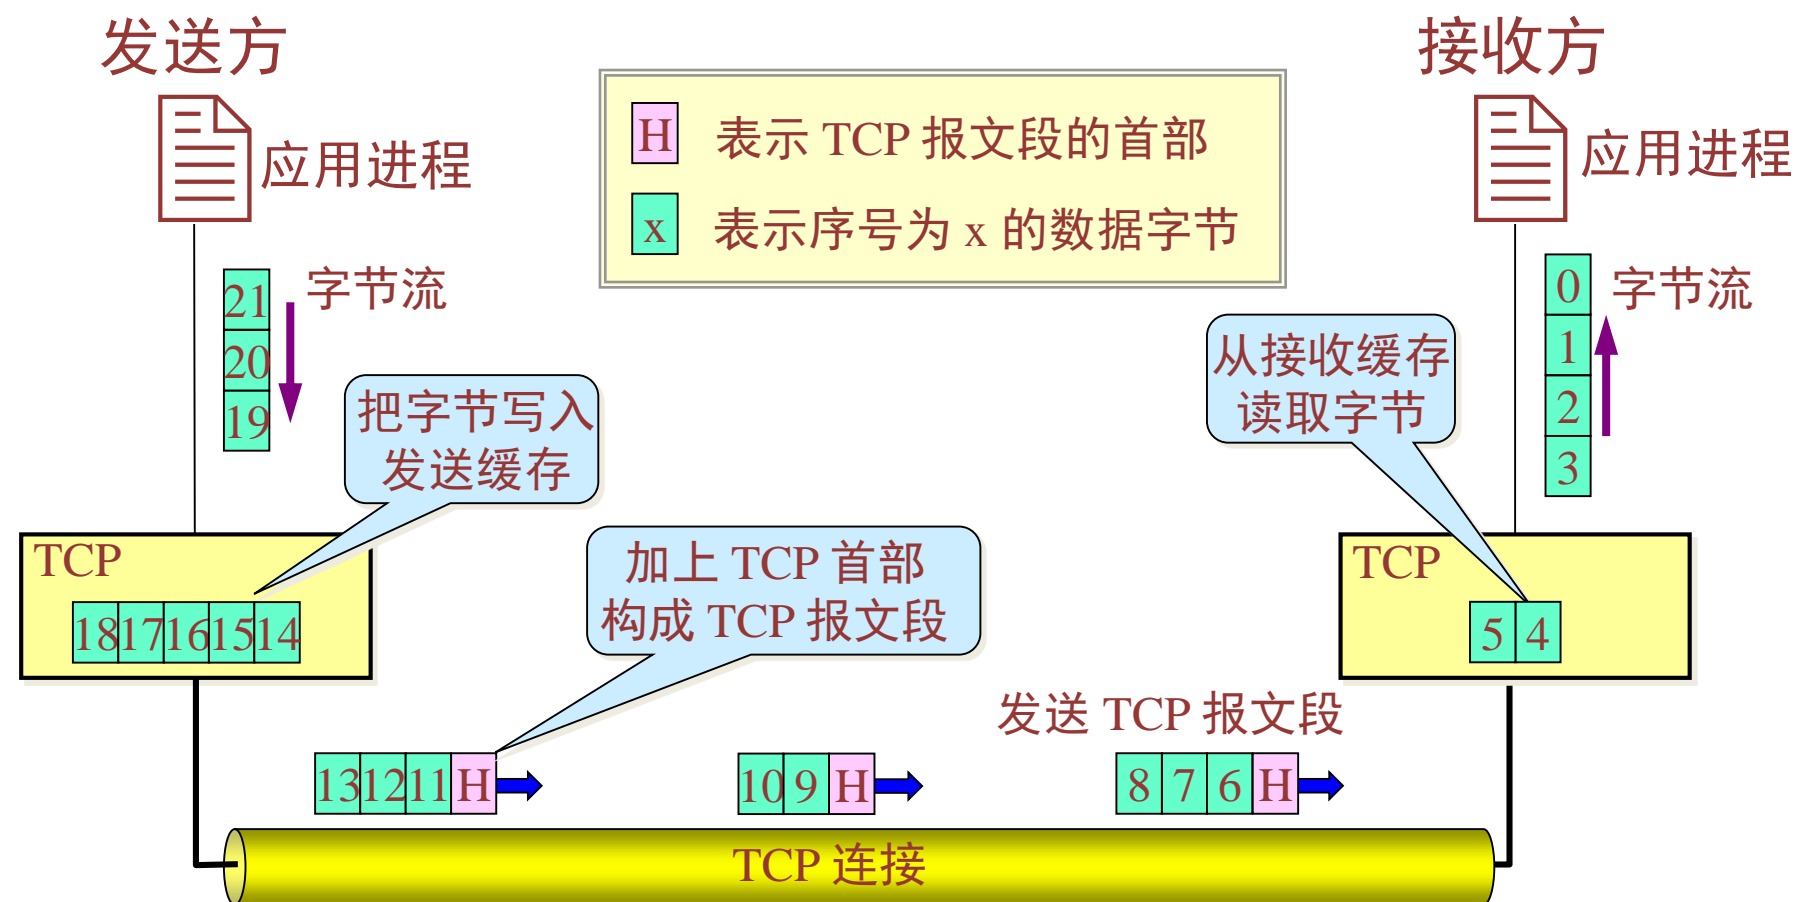 发送方
接收方
应用进程
H 表示 TCP 报文段的首部
x 表示序号为 x 的数据字节
应用进程
21
20
19
字节流
把字节写入
发送缓存
从接收缓存
读取字节
0
1
2
3
字节流
TCP
18 17 16 15 14
加上 TCP 首部
构成 TCP 报文段
TCP
5 4
发送 TCP 报文段
13 12 11 H
10 9 H
8 7 6 H
TCP 连接